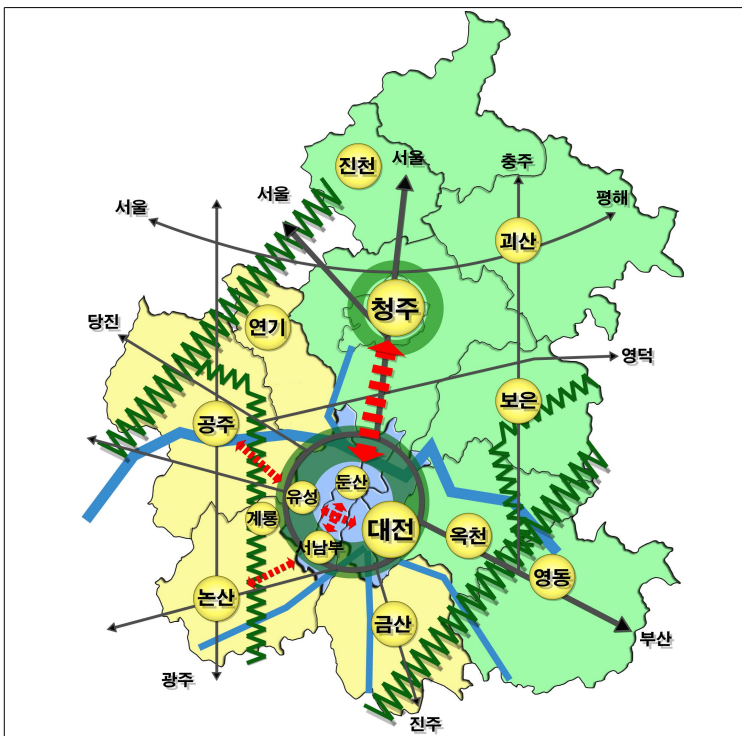 진천
서울
충주
서울
서울
평해
괴산
청주
연기
당진
영덕
보은
공주
둔산
유성
계룡
대전
옥천
서남부
영동
논산
금산
부산
광주
진주